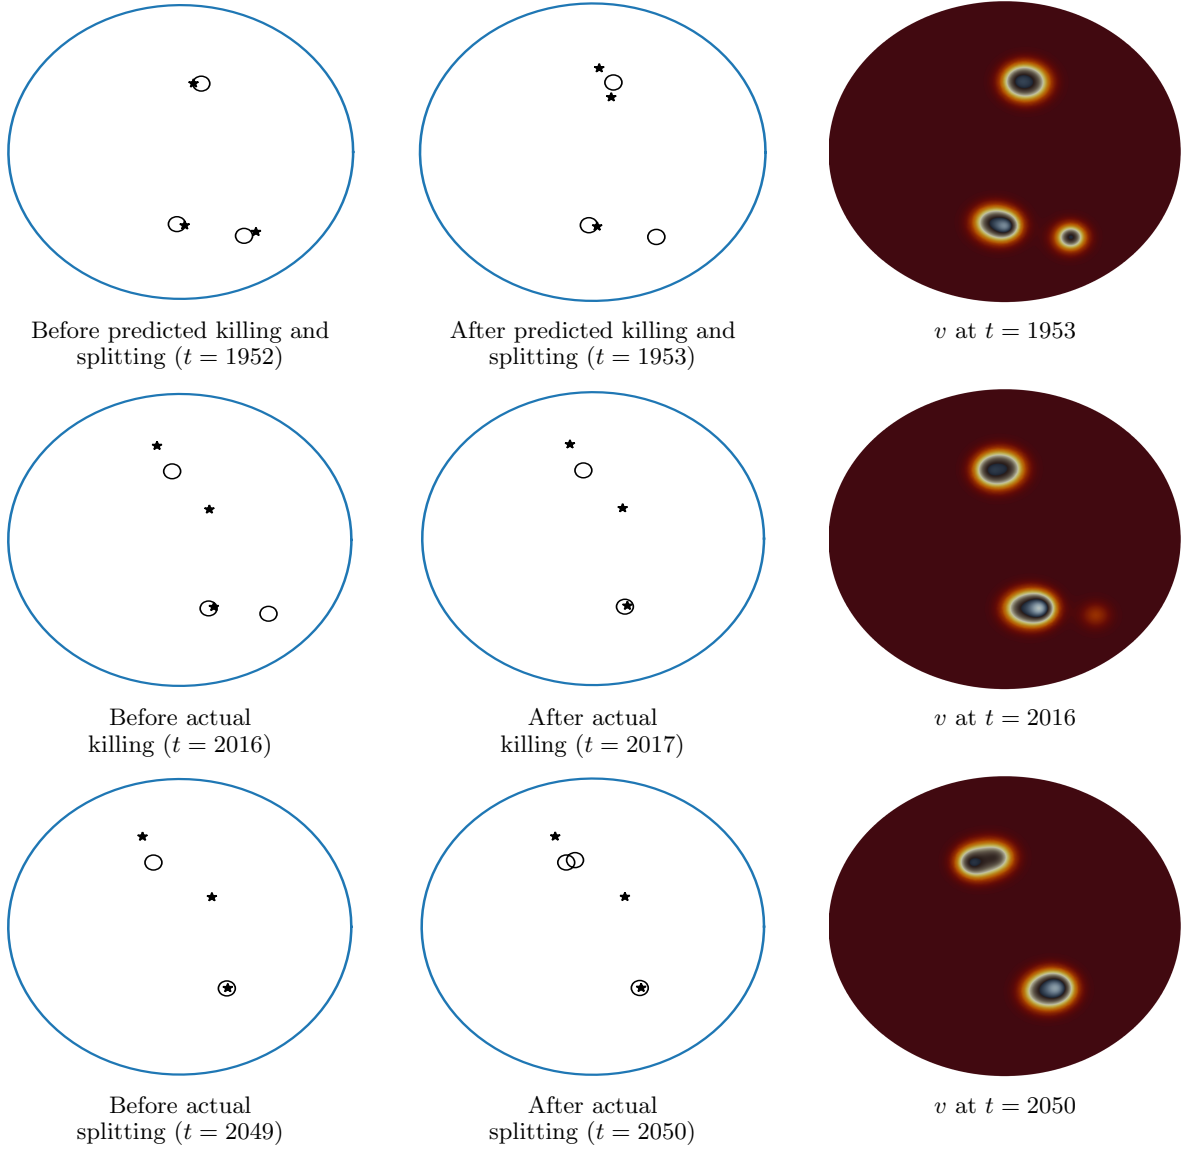 Before predicted killing and
splitting (t = 1952)
After predicted killing and
splitting (t = 1953)
v at t = 1953
Before actual
killing (t = 2016)
After actual
killing (t = 2017)
v at t = 2016
Before actual
splitting (t = 2049)
After actual
splitting (t = 2050)
v at t = 2050